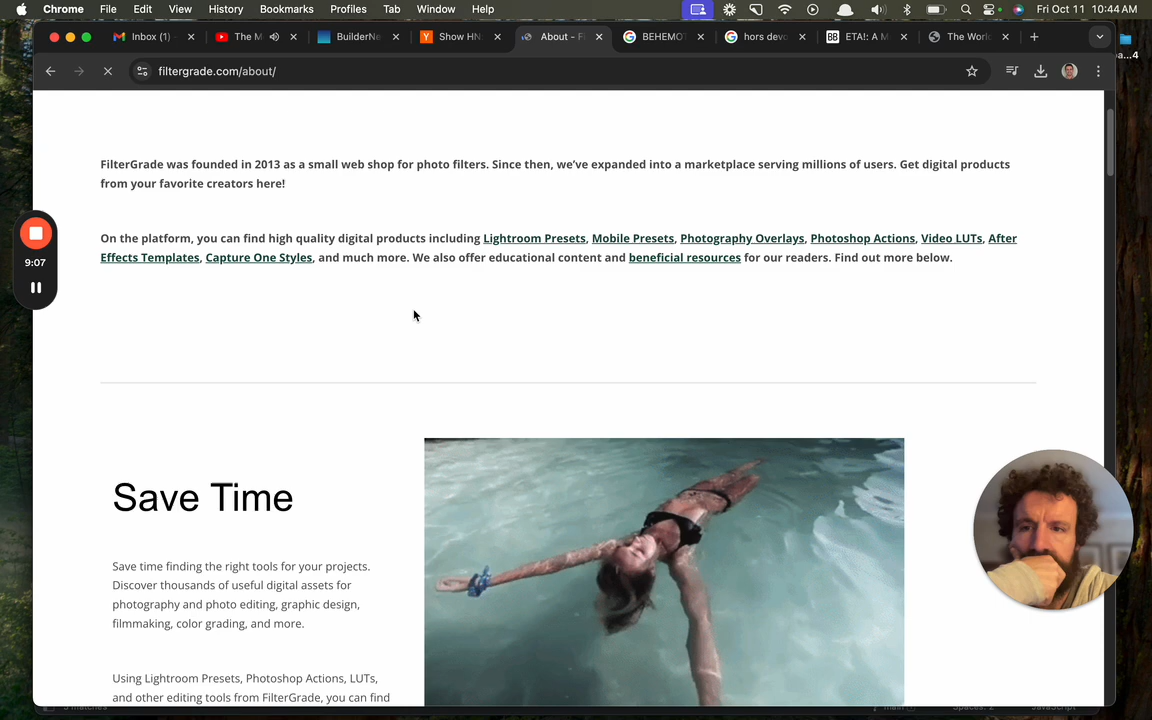 Chrome File Edit View History Bookmarks Profiles Tab Window Help Fri Oct 11 10:44 AM
Inbox (1) The M BuilderNe Show HN: About – F BEHEMOT hors devo ETA!: A M The World
filtergrade.com/about/
FilterGrade was founded in 2013 as a small web shop for photo filters. Since then, we've expanded into a marketplace serving millions of users. Get digital products
from your favorite creators here!
On the platform, you can find high quality digital products including Lightroom Presets, Mobile Presets, Photography Overlays, Photoshop Actions, Video LUTs, After
Effects Templates, Capture One Styles, and much more. We also offer educational content and beneficial resources for our readers. Find out more below.
9:07
Save Time
Save time finding the right tools for your projects.
Discover thousands of useful digital assets for
photography and photo editing, graphic design,
filmmaking, color grading, and more.
Using Lightroom Presets, Photoshop Actions, LUTs,
and other editing tools from FilterGrade, you can find